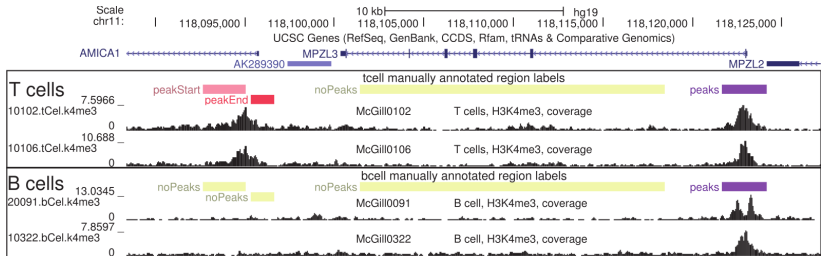 Scale 10 kb hg19
chr11: 118,095,000 118,100,000 118,105,000 118,110,000 118,115,000 118,120,000 118,125,000
UCSC Genes (RefSeq, GenBank, CCDS, Rfam, tRNAs & Comparative Genomics)
AMICA1 MPZL3
AK289390 MPZL2
tcell manually annotated region labels
T cells peakStart noPeaks peaks
7.5966 peakEnd
10102.tCel.k4me3 McGill0102 T cells, H3K4me3, coverage
0
10.688
10106.tCel.k4me3 McGill0106 T cells, H3K4me3, coverage
0
bcell manually annotated region labels
B cells noPeaks noPeaks peaks
13.0345 noPeaks
20091.bCel.k4me3 McGill0091 B cell, H3K4me3, coverage
0
7.8597
10322.bCel.k4me3 McGill0322 B cell, H3K4me3, coverage
0